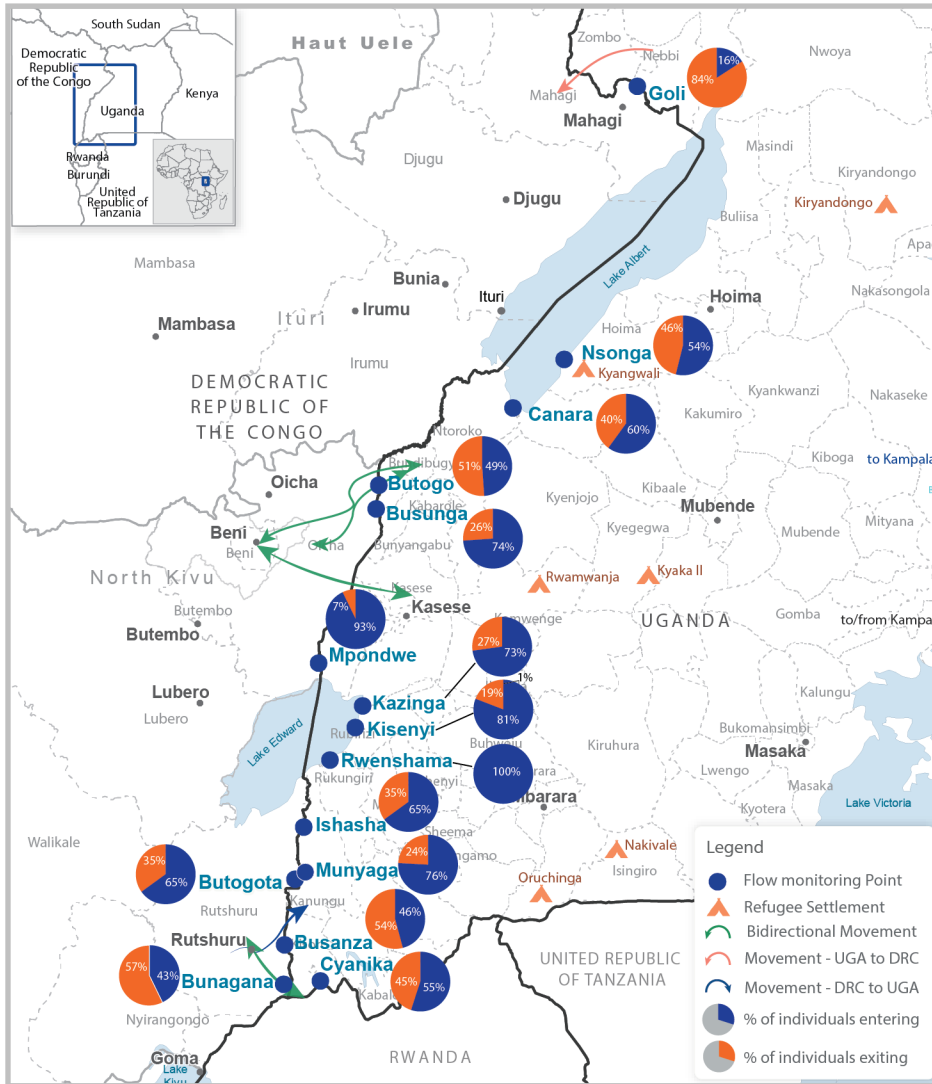 South Sudan
Democratic
Republic
of the Congo
Uganda
Kenya
Rwanda
Burundi
United
Republic of
Tanzania
Haut Uele
Zombo
Nebbi
Nwoya
16%
84%
Mahagi
Goli
Mahagi
Djugu
Masindi
Kiryandongo
Kiryandongo
Djugu
Buliisa
Mambasa
Lake Albert
Bunia
Ituri
Hoima
Nakasongola
Ituri
Irumu
Mambasa
Hoima
46%
54%
Irumu
Nsonga
Kyangwali
DEMOCRATIC
REPUBLIC OF
THE CONGO
Kyankwanzi
Nakaseke
Canara
40%
60%
Kakumiro
Ntoroko
Kiboga
to Kampala
51%
49%
Oicha
Butogo
Kibaale
Kabarole
Kyenjojo
Mubende
Busunga
26%
74%
Beni
Beni
Oicha
Bunyangabu
Kyegegwa
Mubende
Mityana
North Kivu
Rwamwanja
Kyaka II
Kasese
Kasese
Butembo
Butembo
7%
93%
UGANDA
Gomba
to/from Kampa
27%
73%
Mpondwe
1%
Lubero
Lubero
Kazinga
19%
81%
Kalungu
Kisenyi
Bukomansimbi
Lake Edward
Kiruhura
Masaka
Rwenshama
100%
Rukungiri
Lwengo
Masaka
35%
65%
Kyotera
Lake Victoria
Ishasha
Sheema
Walikale
24%
76%
Nakivale
Isingiro
35%
65%
Munyaga
Butogota
Oruchinga
Kanungu
Rutshuru
46%
54%
Rutshuru
Busanza
57%
43%
Cyanika
Bunagana
45%
55%
UNITED REPUBLIC
OF TANZANIA
Nyirangongo
RWANDA
Goma
Lake
Kivu
Legend
Flow monitoring Point
Refugee Settlement
Bidirectional Movement
Movement - UGA to DRC
Movement - DRC to UGA
% of individuals entering
% of individuals exiting